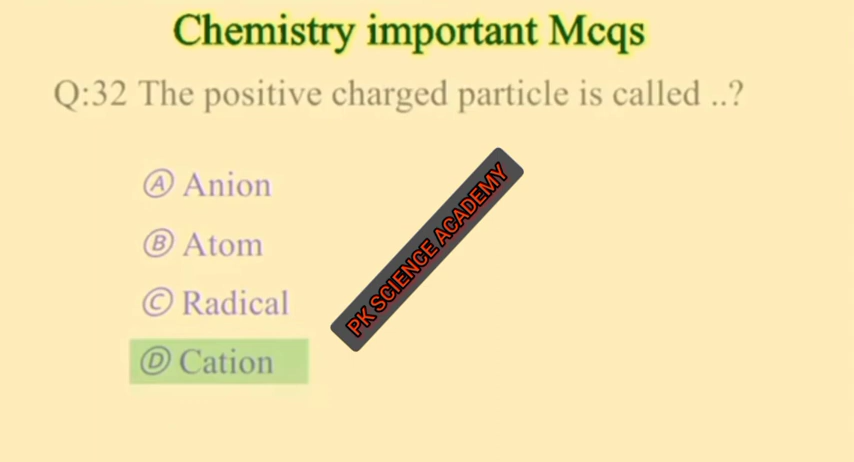 Chemistry important Mcqs
Q:32 The positive charged particle is called ..?
Ⓐ Anion
Ⓑ Atom
Ⓒ Radical
Ⓓ Cation
PK SCIENCE ACADEMY